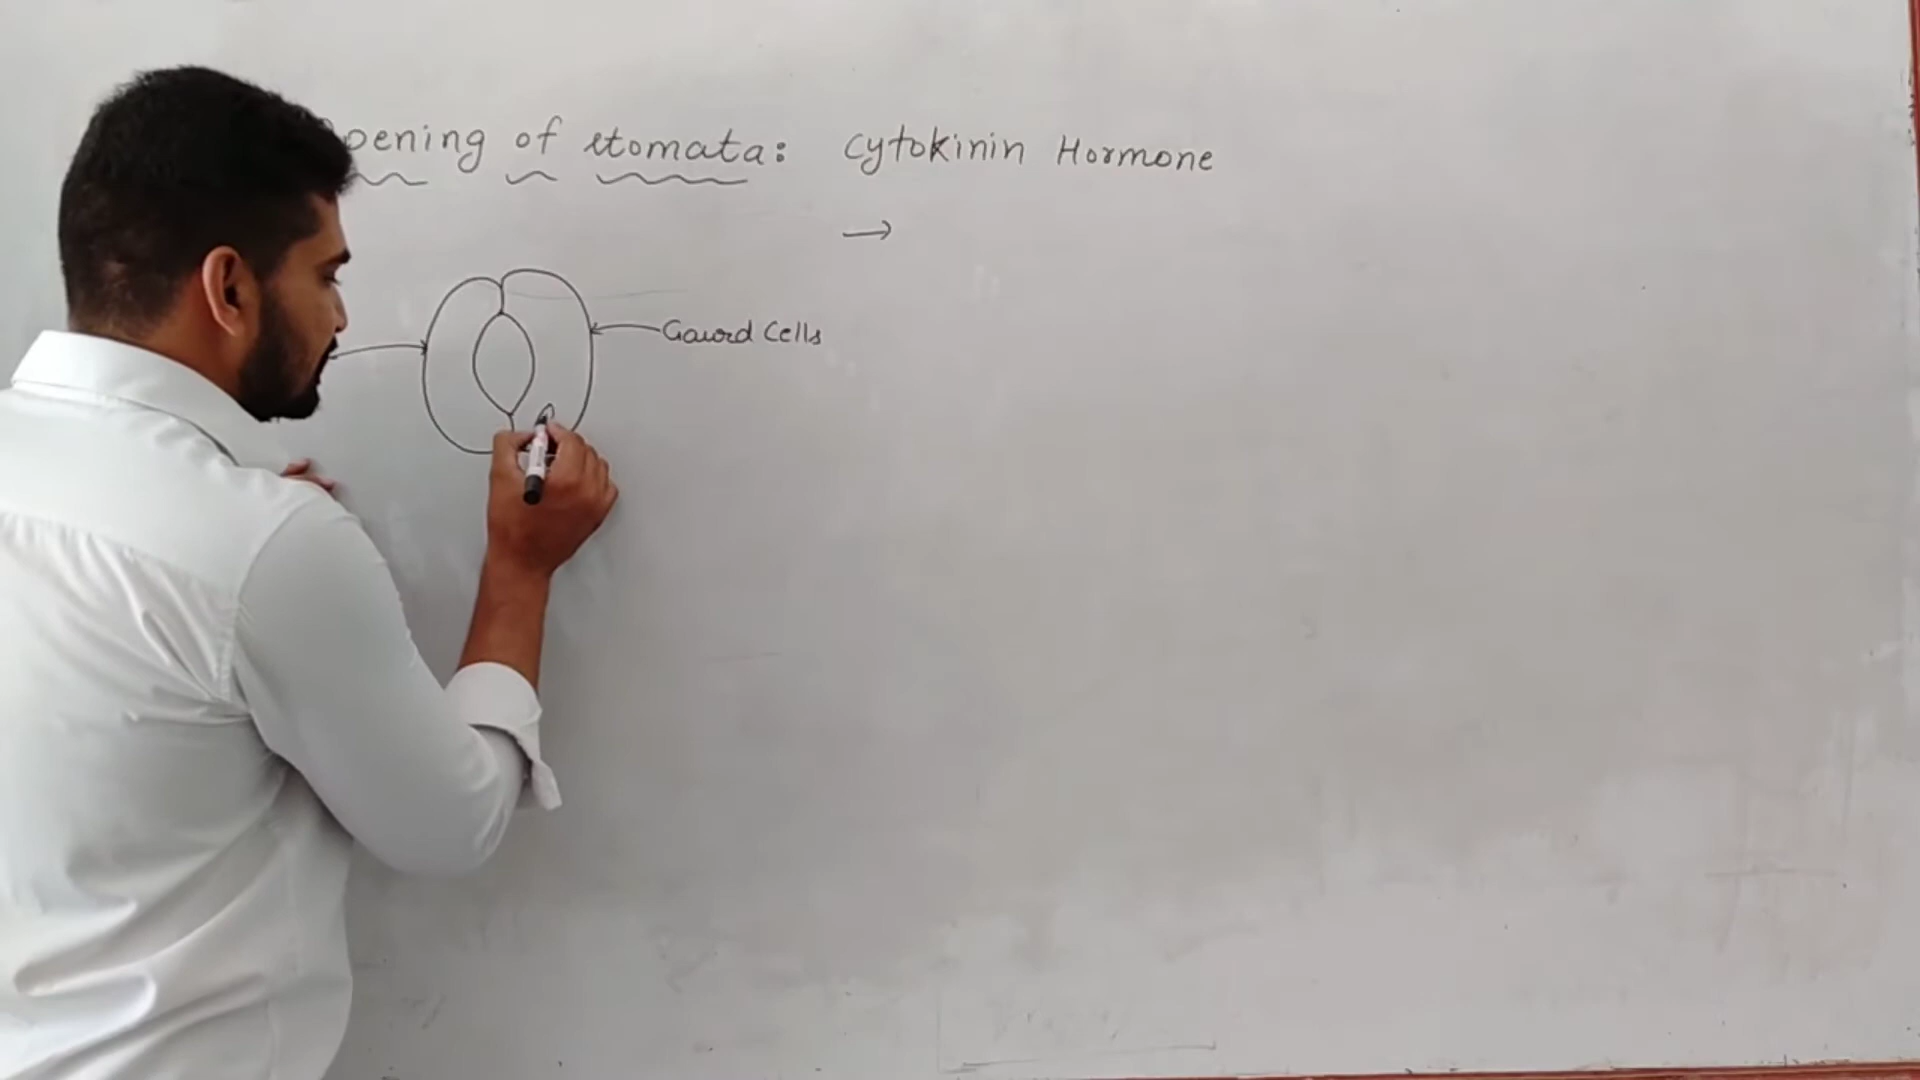 pening of stomata: Cytokinin Hormone
→
Gaurd Cells